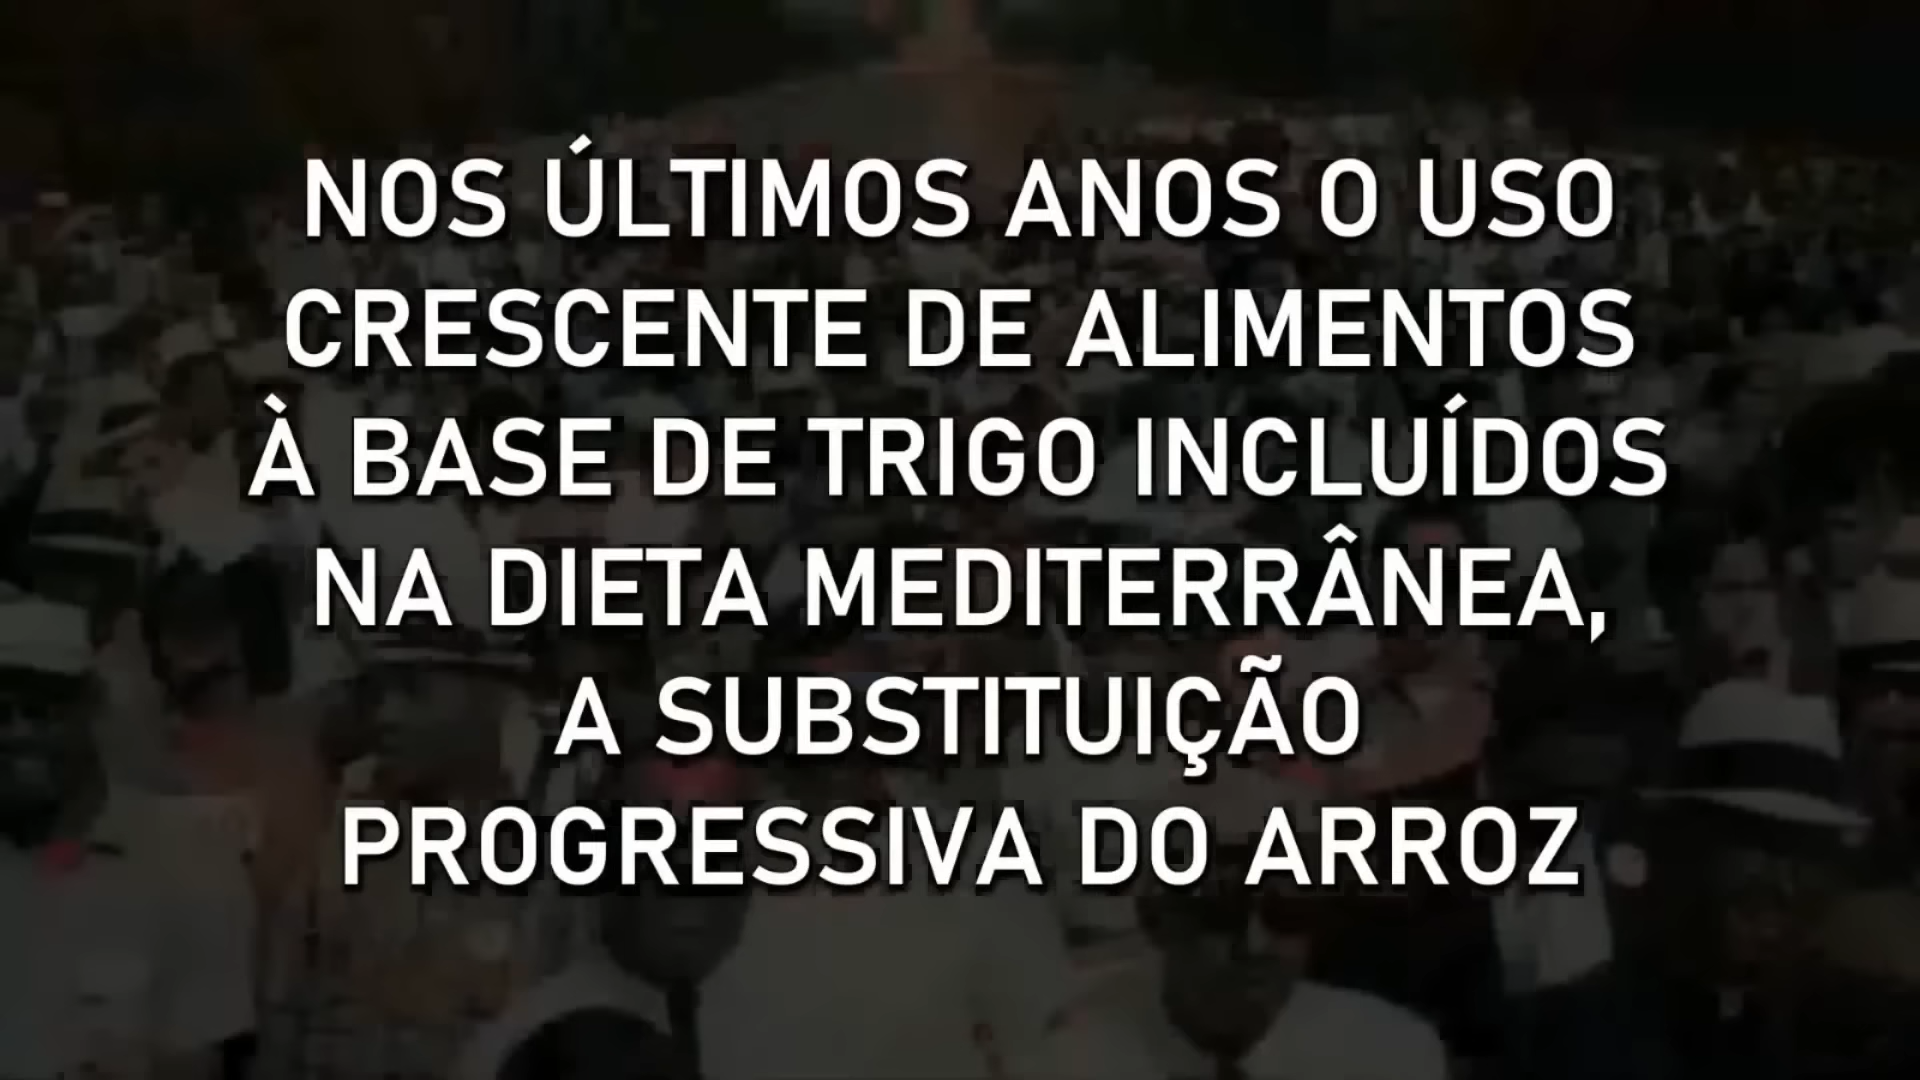 NOS ÚLTIMOS ANOS O USO
CRESCENTE DE ALIMENTOS
À BASE DE TRIGO INCLUÍDOS
NA DIETA MEDITERRÂNEA,
A SUBSTITUIÇÃO
PROGRESSIVA DO ARROZ